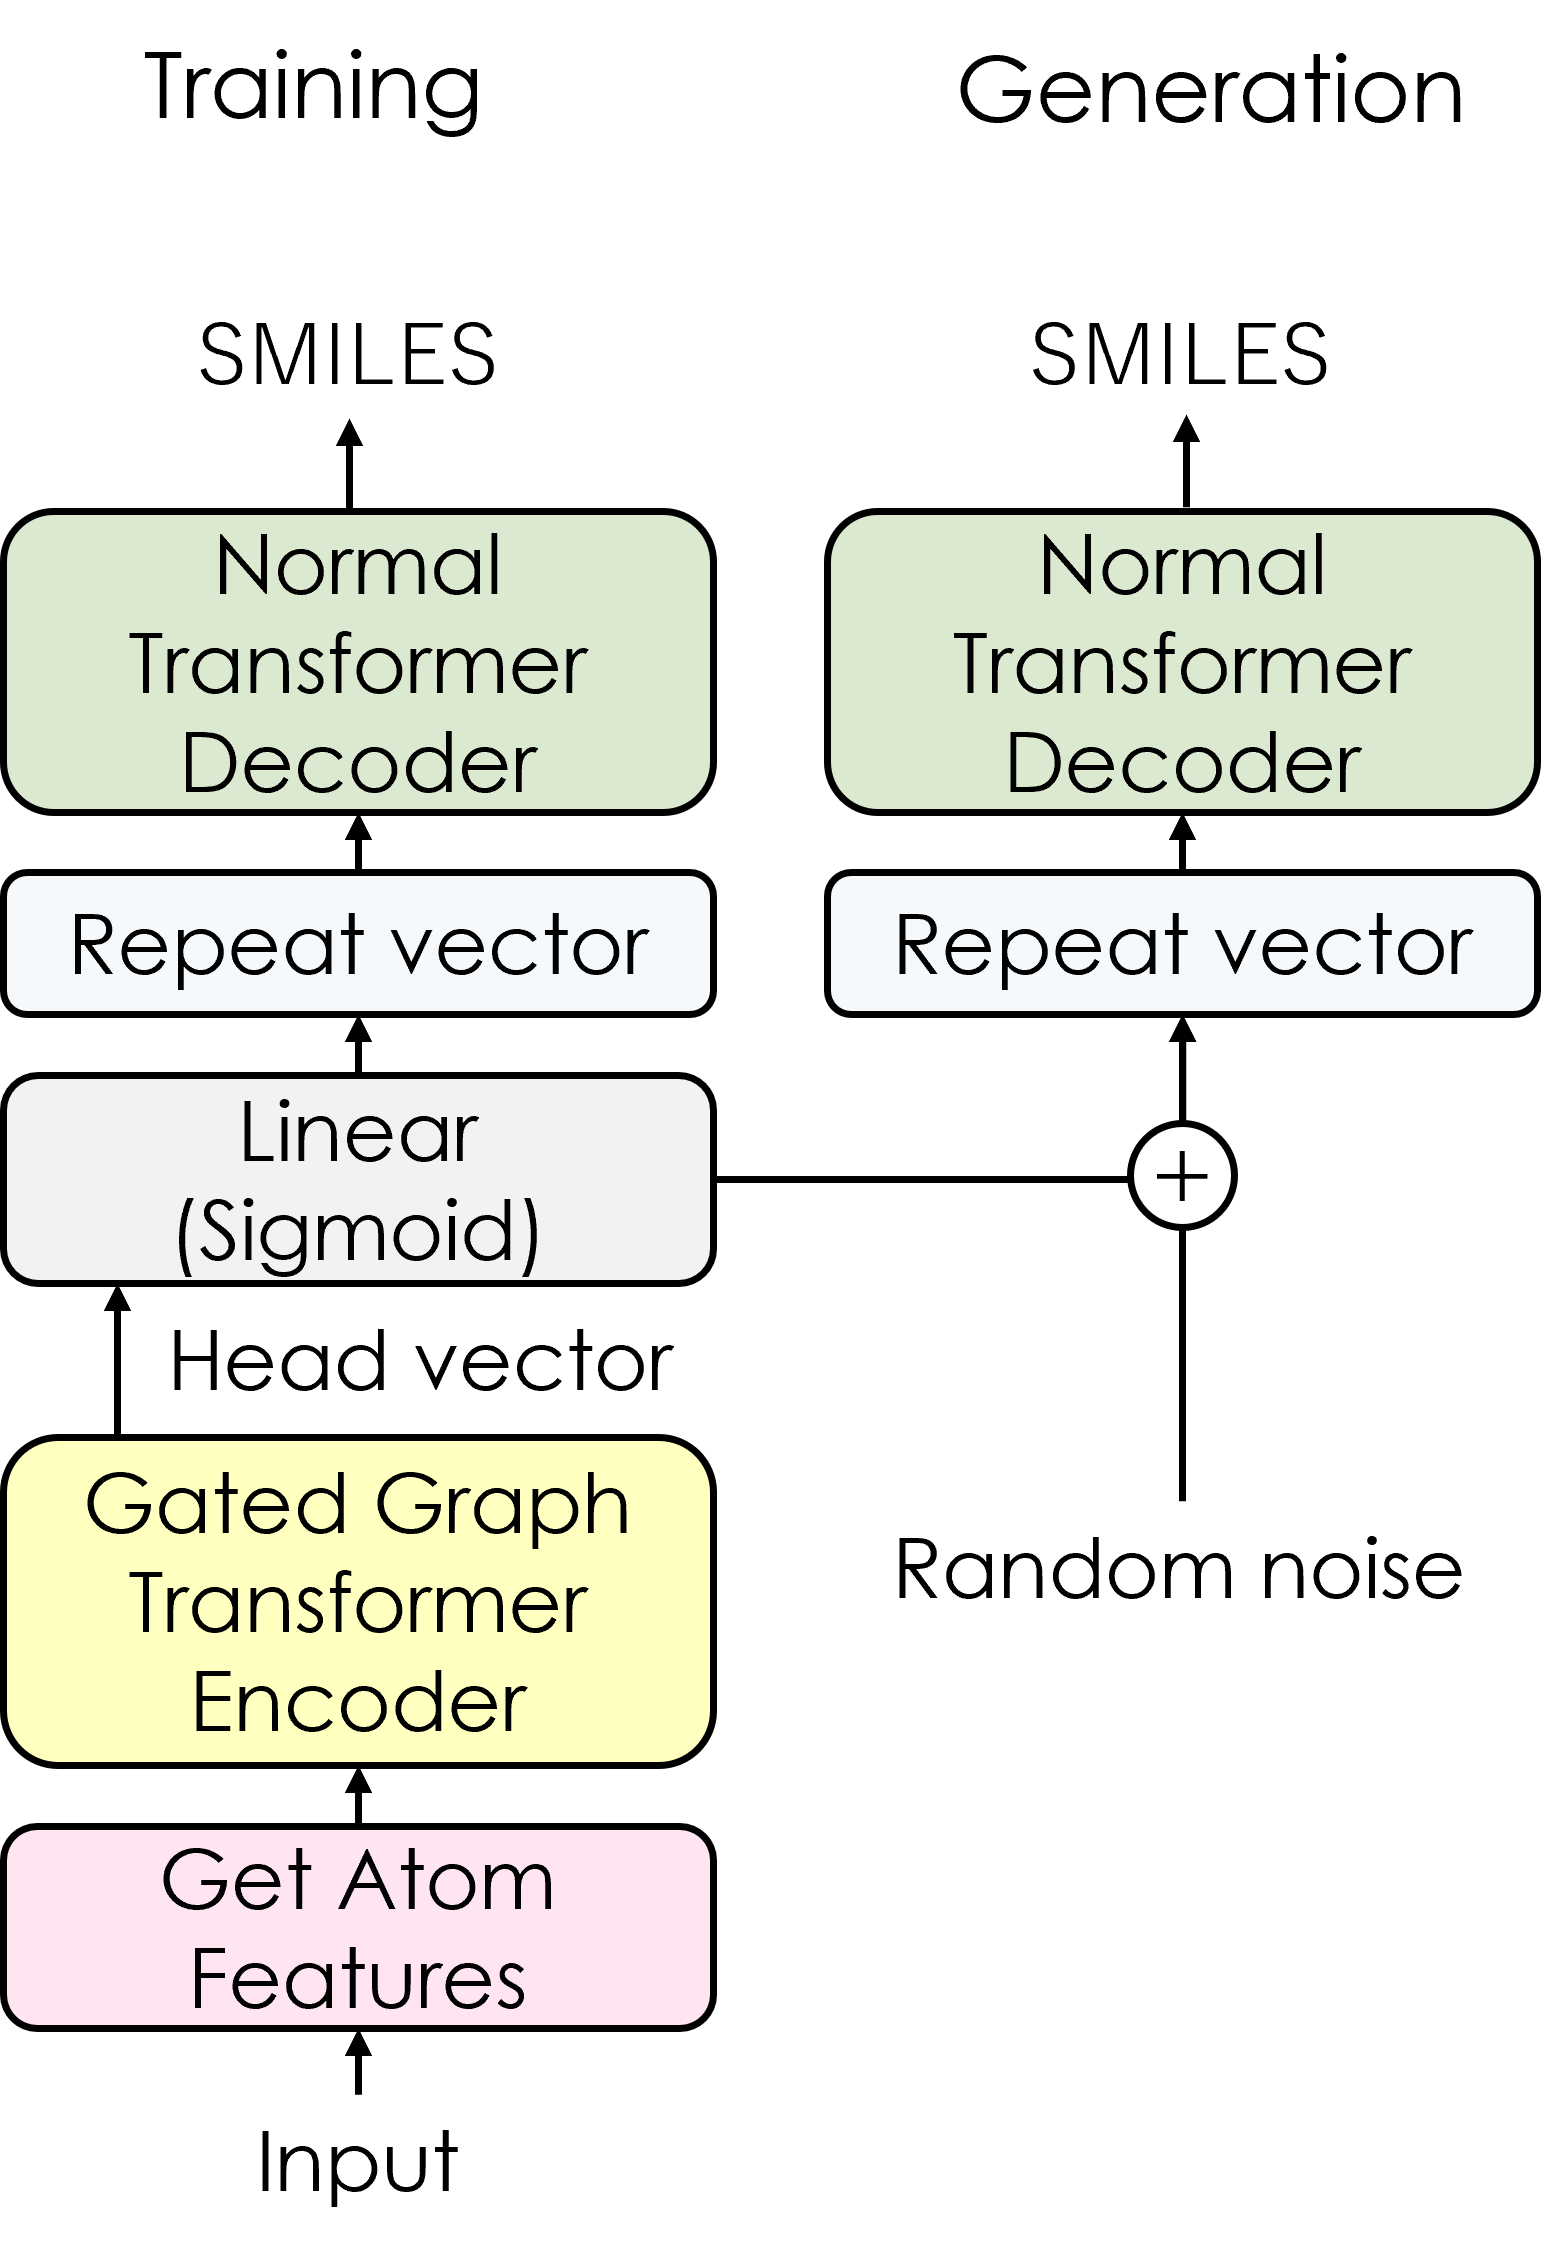 Training
Generation
SMILES
SMILES
Normal
Transformer
Decoder
Normal
Transformer
Decoder
Repeat vector
Repeat vector
Linear
(Sigmoid)
+
Head vector
Gated Graph
Transformer
Encoder
Random noise
Get Atom
Features
Input